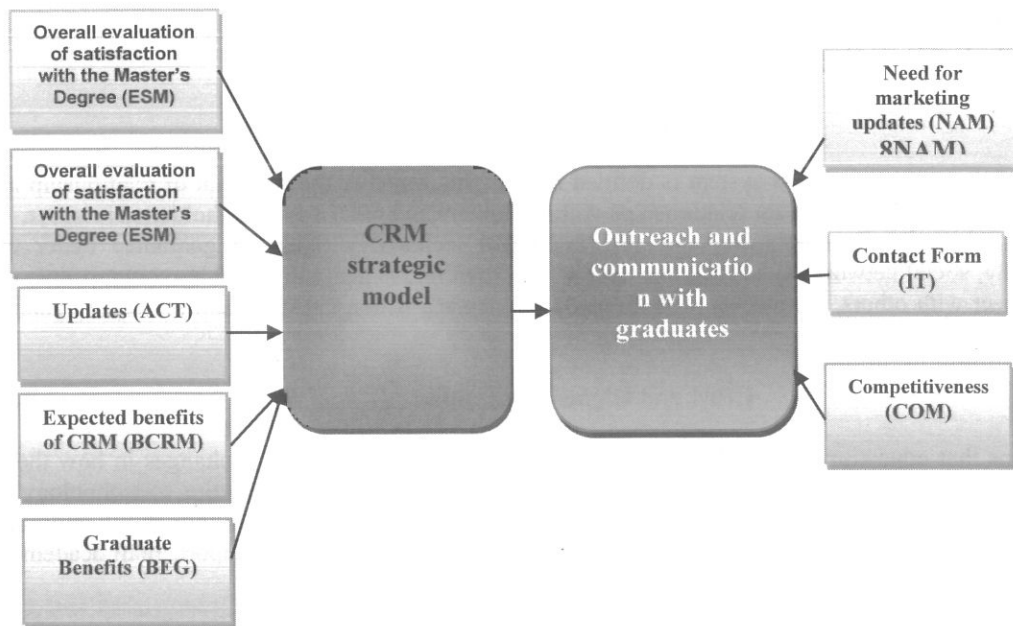 Overall evaluation
of satisfaction
with the Master's
Degree (ESM)
Overall evaluation
of satisfaction
with the Master's
Degree (ESM)
Updates (ACT)
Expected benefits
of CRM (BCRM)
Graduate
Benefits (BEG)
CRM
strategic
model
Outreach and
communicatio
n with
graduates
Need for
marketing
updates (NAM)
8NAM)
Contact Form
(IT)
Competitiveness
(COM)